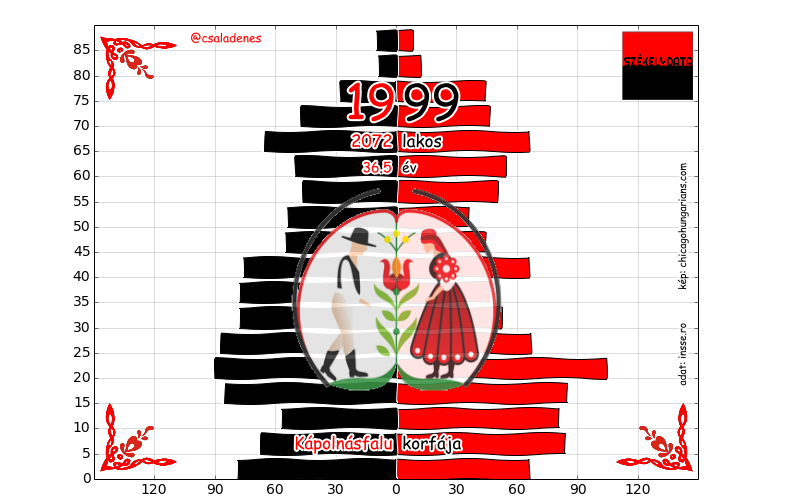 @csaladenes
SZÉKELYDATA
1999
2072 lakos
36.5 év
kép: chicagohungarians.com
adat: insse.ro
Kápolnásfalu korfája
85
80
75
70
65
60
55
50
45
40
35
30
25
20
15
10
5
0
120 90 60 30 0 30 60 90 120